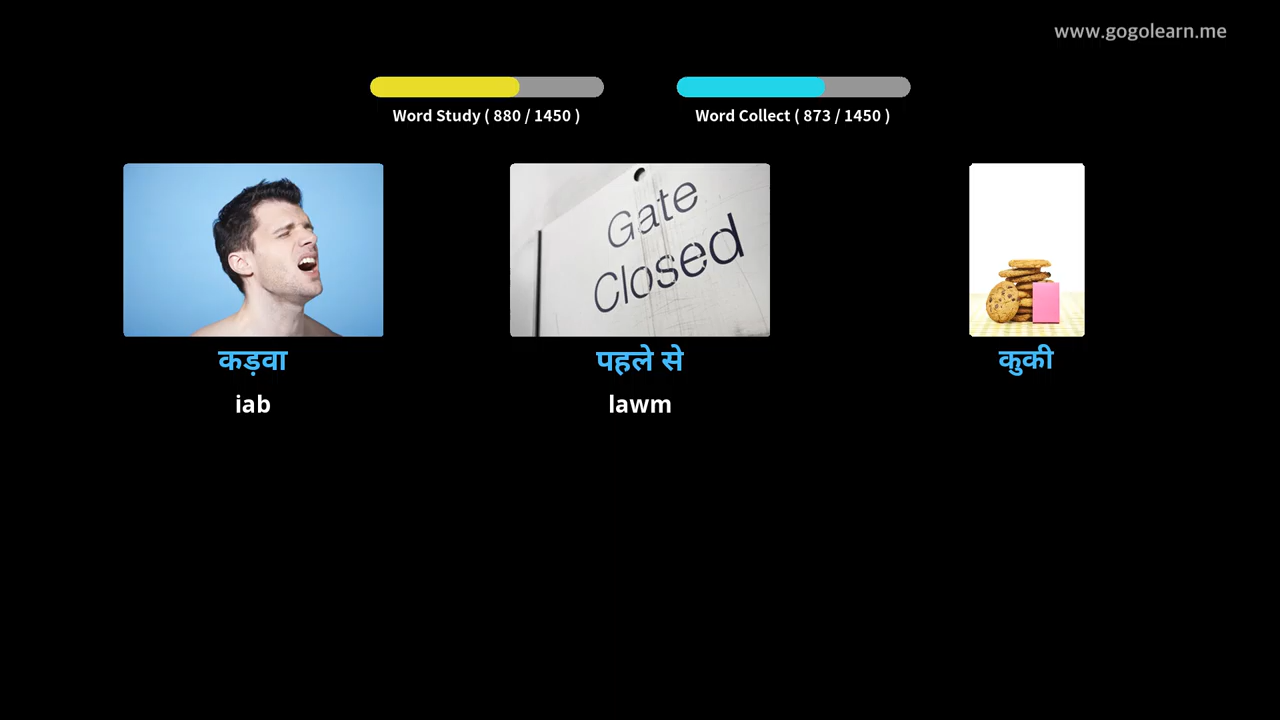 www.gogolearn.me
Word Study ( 880 / 1450 )
Word Collect ( 873 / 1450 )
Gate
Closed
कड़वा
पहले से
कुकी
iab
lawm